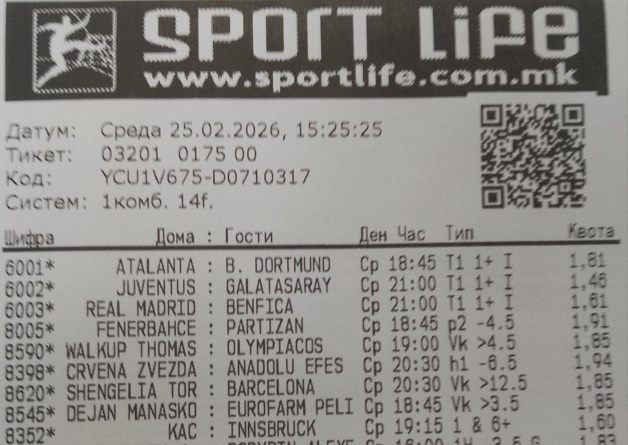 SPORT LIFE
www.sportlife.com.mk
Датум: Среда 25.02.2026, 15:25:25
Тикет: 03201 0175 00
Код: YCU1V675-D0710317
Систем: 1комб. 14f.
Шифра Дома : Гости Ден Час Тип Квота
6001* ATALANTA : B. DORTMUND Ср 18:45 T1 1+ I 1,81
6002* JUVENTUS : GALATASARAY Ср 21:00 T1 1+ I 1,46
6003* REAL MADRID : BENFICA Ср 21:00 T1 1+ I 1,61
8005* FENERBAHCE : PARTIZAN Ср 18:45 p2 -4.5 1,91
8590* WALKUP THOMAS : OLYMPIACOS Ср 19:00 Vk >4.5 1,85
8398* CRVENA ZVEZDA : ANADOLU EFES Ср 20:30 h1 -6.5 1,94
8620* SHENGELIA TOR : BARCELONA Ср 20:30 Vk >12.5 1,85
8545* DEJAN MANASKO : EUROFARM PELI Ср 18:45 Vk >3.5 1,85
8352* KAC : INNSBRUCK Ср 19:15 1 & 6+ 1,60